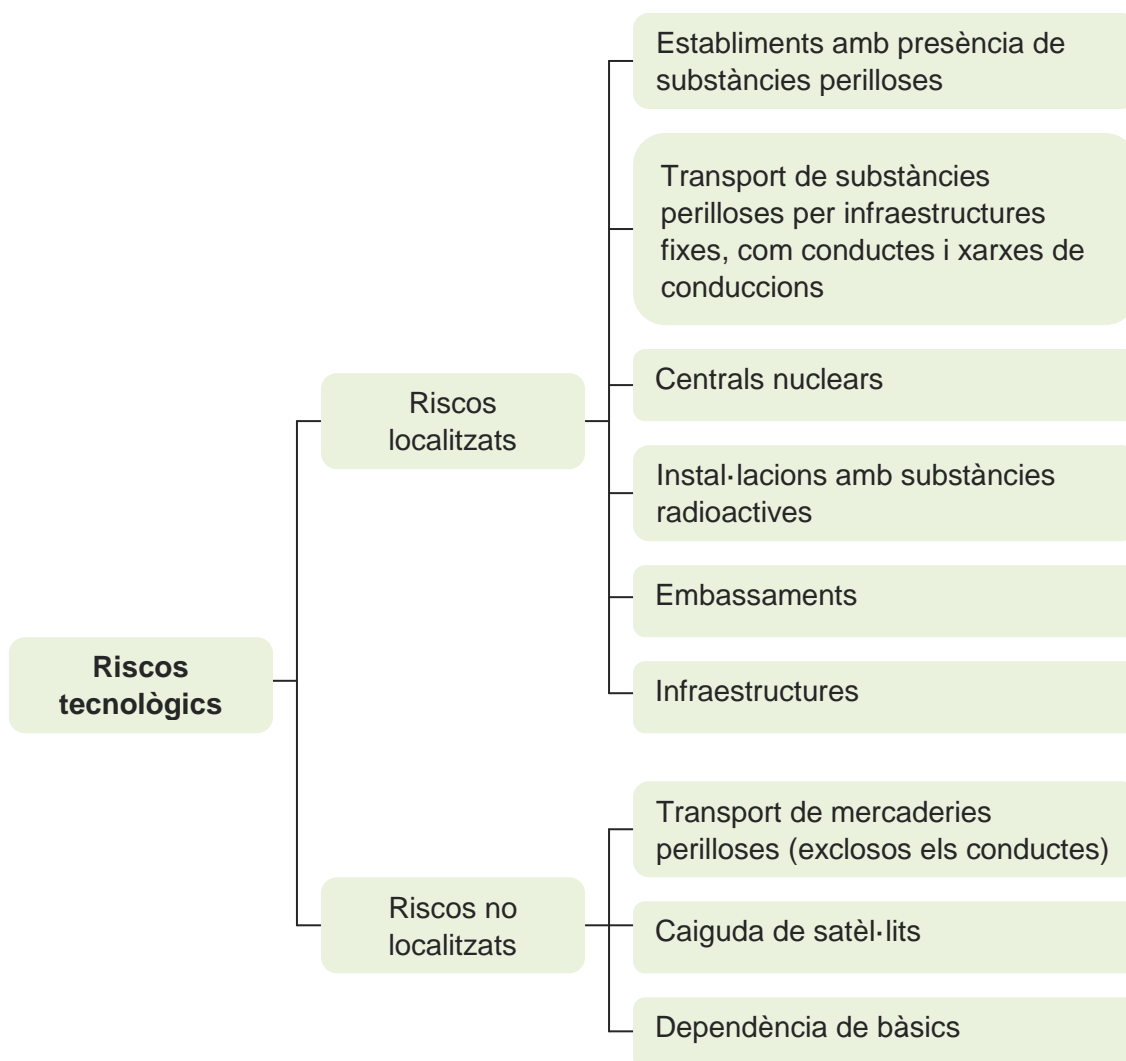 Establiments amb presència de
substàncies perilloses
Transport de substàncies
perilloses per infraestructures
fixes, com conductes i xarxes de
conduccions
Centrals nuclears
Instal·lacions amb substàncies
radioactives
Embassaments
Infraestructures
Riscos
localitzats
Riscos
tecnològics
Riscos no
localitzats
Transport de mercaderies
perilloses (exclosos els conductes)
Caiguda de satèl·lits
Dependència de bàsics